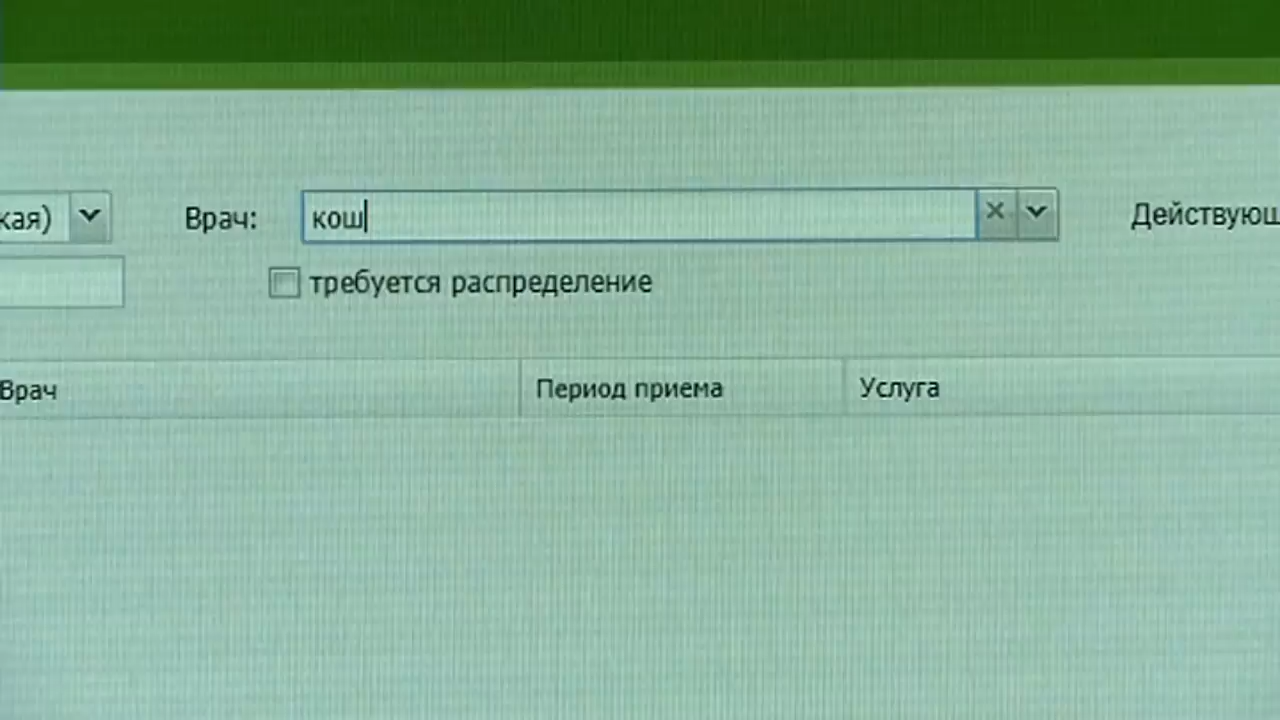 кая) Врач: кош Действующ
требуется распределение
Врач Период приема Услуга